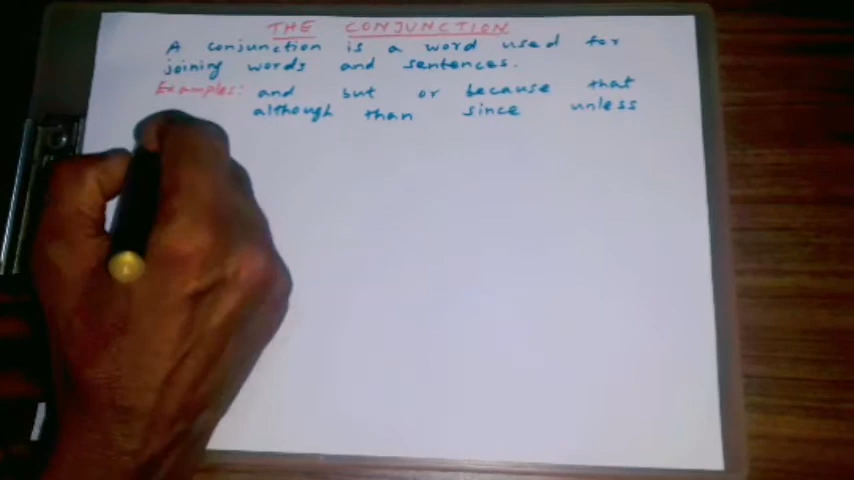 THE CONJUNCTION
A conjunction is a word used for
joining words and sentences.
Examples: and but or because that
although than since unless